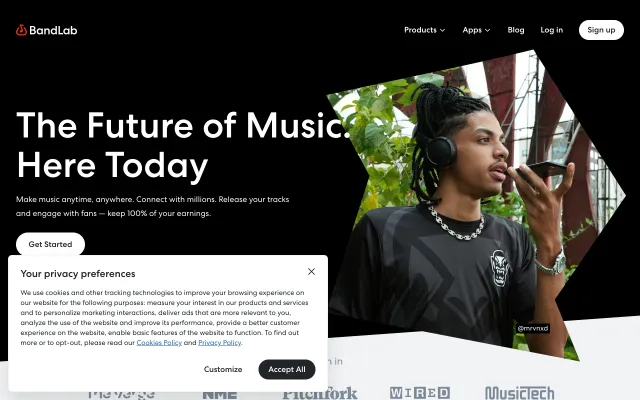 BandLab
Products
Apps
Blog
Log in
Sign up
The Future of Music.
Here Today
Make music anytime, anywhere. Connect with millions. Release your tracks
and engage with fans — keep 100% of your earnings.
Get Started
@mrvnxd
Your privacy preferences
We use cookies and other tracking technologies to improve your browsing experience on
our website for the following purposes: measure your interest in our products and services
and to personalize marketing interactions, deliver ads that are more relevant to you,
analyze the use of the website and improve its performance, provide a better customer
experience on the website, enable basic features of the website to function. To find out
more or to opt-out, please read our Cookies Policy and Privacy Policy.
Customize
Accept All
in
NME
Pitchfork
WIRED
MusicTech